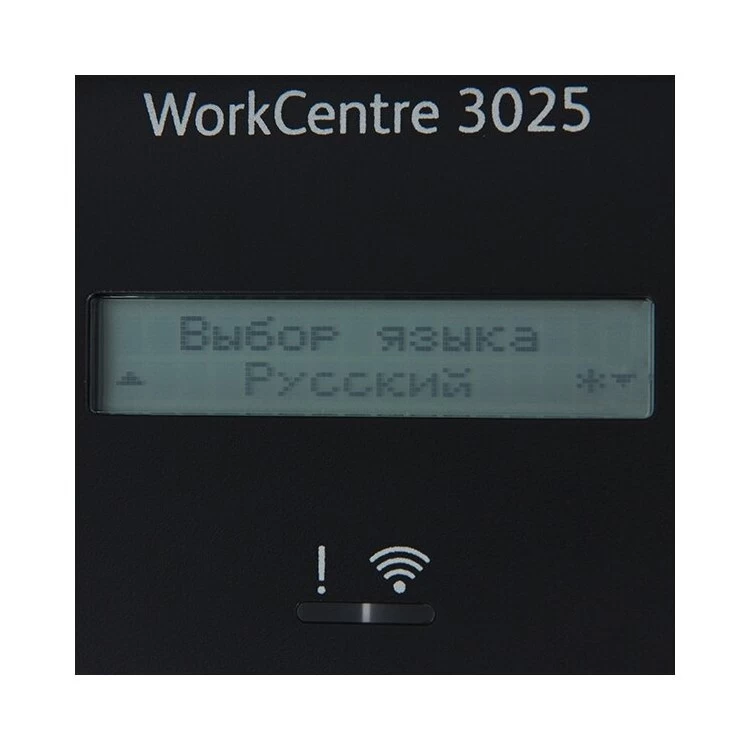 WorkCentre 3025
Выбор языка
Русский *
!